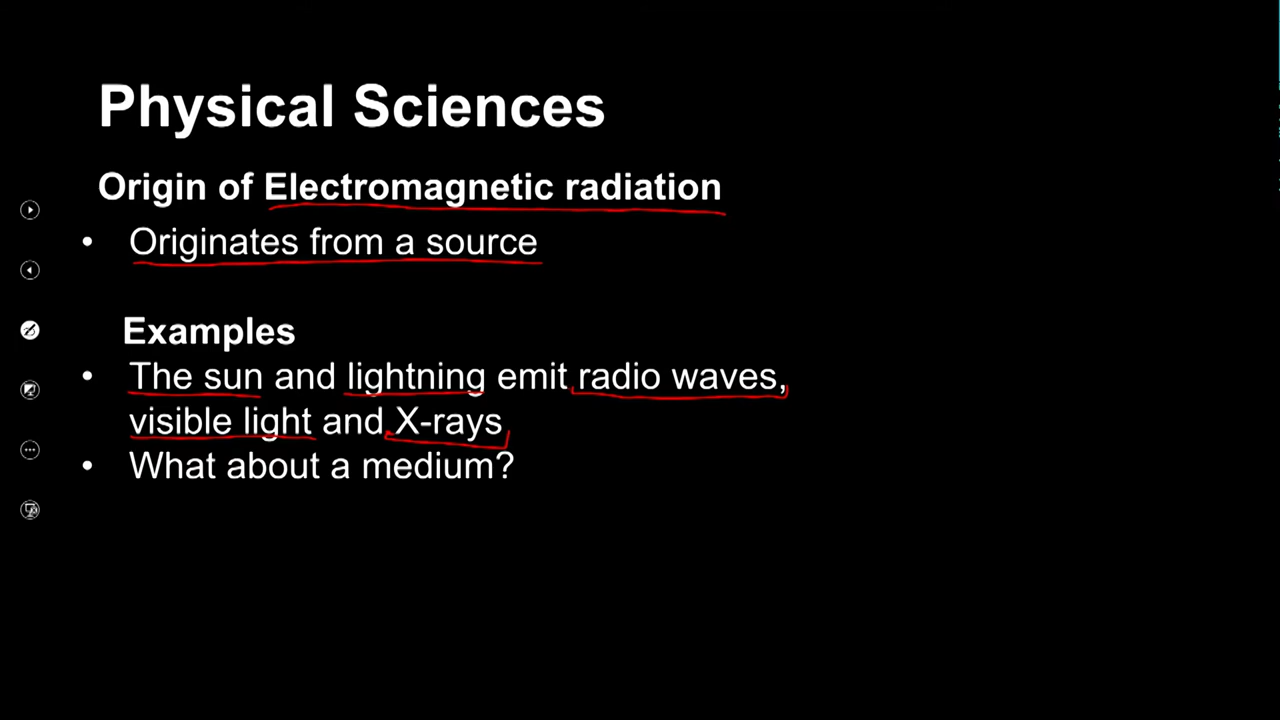 Physical Sciences
Origin of Electromagnetic radiation
• Originates from a source
Examples
• The sun and lightning emit radio waves,
visible light and X-rays
• What about a medium?